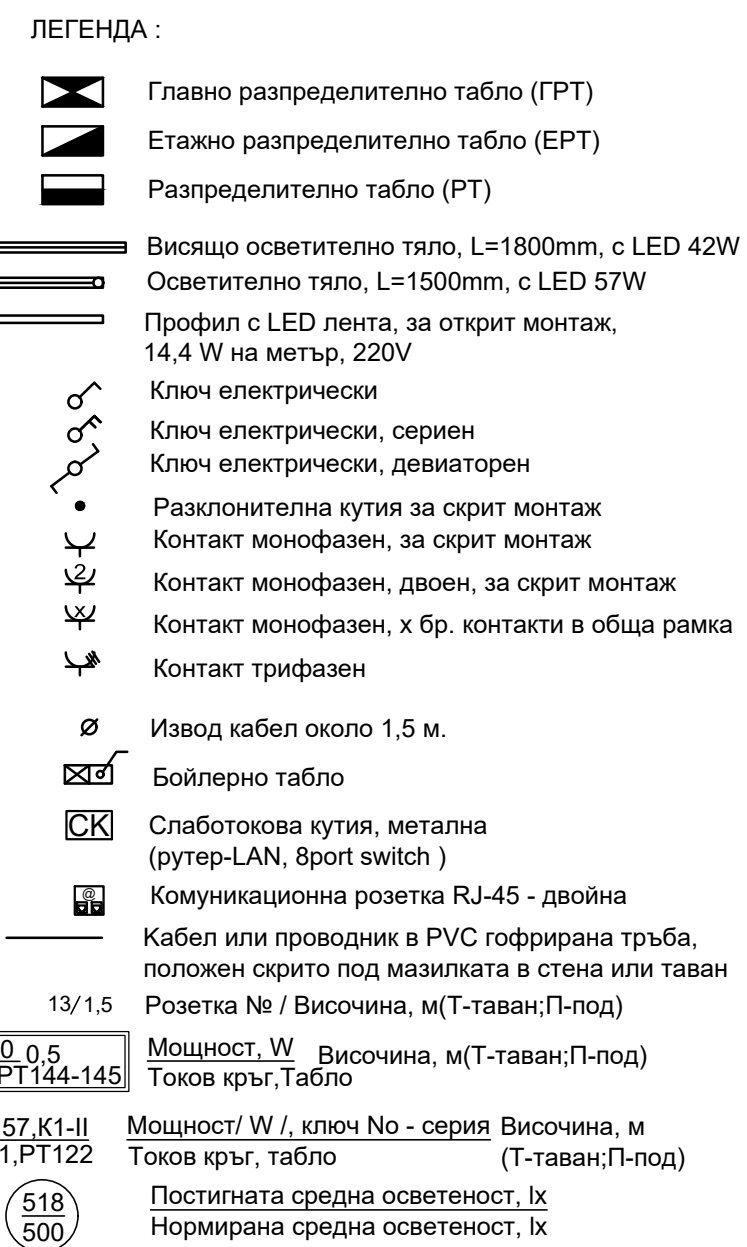 ЛЕГЕНДА :
Главно разпределително табло (ГРТ)
Етажно разпределително табло (ЕРТ)
Разпределително табло (РТ)
Висящо осветително тяло, L=1800mm, с LED 42W
Осветително тяло, L=1500mm, с LED 57W
Профил с LED лента, за открит монтаж,
14,4 W на метър, 220V
Ключ електрически
Ключ електрически, сериен
Ключ електрически, девиаторен
Разклонителна кутия за скрит монтаж
Контакт монофазен, за скрит монтаж
2 Контакт монофазен, двоен, за скрит монтаж
x Контакт монофазен, х бр. контакти в обща рамка
Контакт трифазен
Извод кабел около 1,5 м.
Бойлерно табло
СК Слаботокова кутия, метална
(рутер-LAN, 8port switch )
@ Комуникационна розетка RJ-45 - двойна
Кабел или проводник в PVC гофрирана тръба,
положен скрито под мазилката в стена или таван
13/1,5 Розетка № / Височина, м(Т-таван;П-под)
0 0,5 Мощност, W Височина, м(Т-таван;П-под)
РТ144-145 Токов кръг,Табло
57,К1-II Мощност/ W /, ключ No - серия Височина, м
1,РТ122 Токов кръг, табло (Т-таван;П-под)
518 Постигната средна осветеност, lx
500 Нормирана средна осветеност, lx